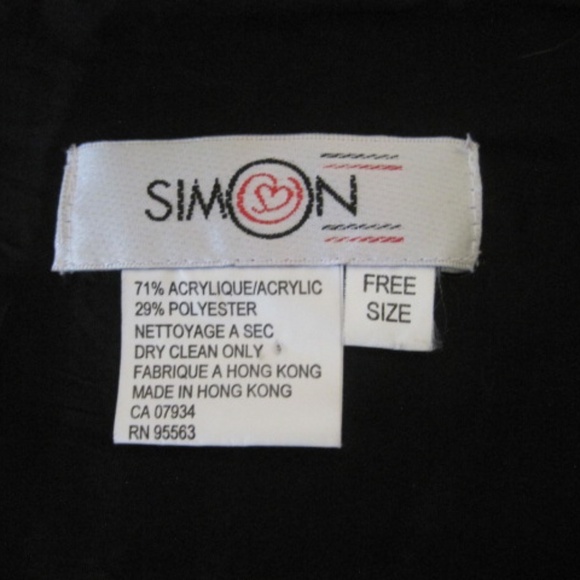 SIMON
71% ACRYLIQUE/ACRYLIC
29% POLYESTER
NETTOYAGE A SEC
DRY CLEAN ONLY
FABRIQUE A HONG KONG
MADE IN HONG KONG
CA 07934
RN 95563
FREE
SIZE